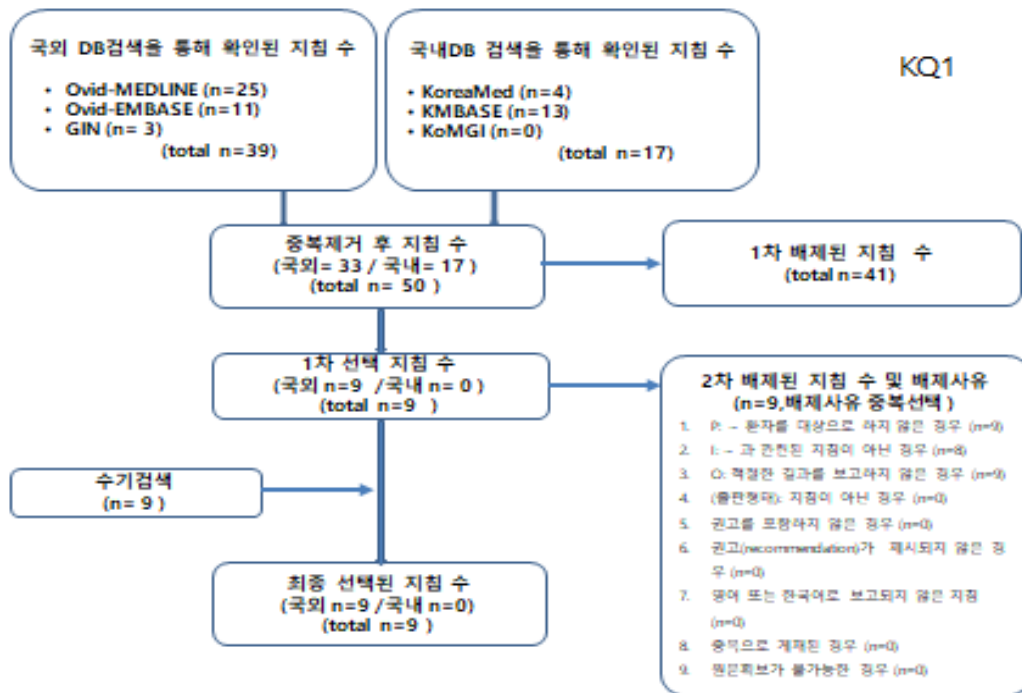 국외 DB검색을 통해 확인된 지침 수
• Ovid-MEDLINE (n=25)
• Ovid-EMBASE (n=11)
• GIN (n= 3)
(total n=39)
국내DB 검색을 통해 확인된 지침 수
• KoreaMed (n=4)
• KMBASE (n=13)
• KoMGI (n=0)
(total n=17)
KQ1
중복제거 후 지침 수
(국외= 33 / 국내= 17 )
(total n= 50 )
1차 배제된 지침 수
(total n=41)
1차 선택 지침 수
(국외 n=9 /국내 n= 0 )
(total n=9 )
2차 배제된 지침 수 및 배제사유
(n=9,배제사유 중복선택 )
1. P: ~ 환자를 대상으로 하지 않은 경우 (n=9)
2. I: ~ 과 관련된 지침이 아닌 경우 (n=8)
3. O: 적절한 결과를 보고하지 않은 경우 (n=9)
4. (출판형태): 지침이 아닌 경우 (n=0)
5. 권고를 포함하지 않은 경우 (n=0)
6. 권고(recommendation)가 제시되지 않은 경
우 (n=0)
7. 영어 또는 한국어로 보고되지 않은 지침
(n=0)
8. 중복으로 게재된 경우 (n=0)
9. 원문확보가 불가능한 경우 (n=0)
수기검색
(n= 9 )
최종 선택된 지침 수
(국외 n=9 /국내 n=0)
(total n=9 )